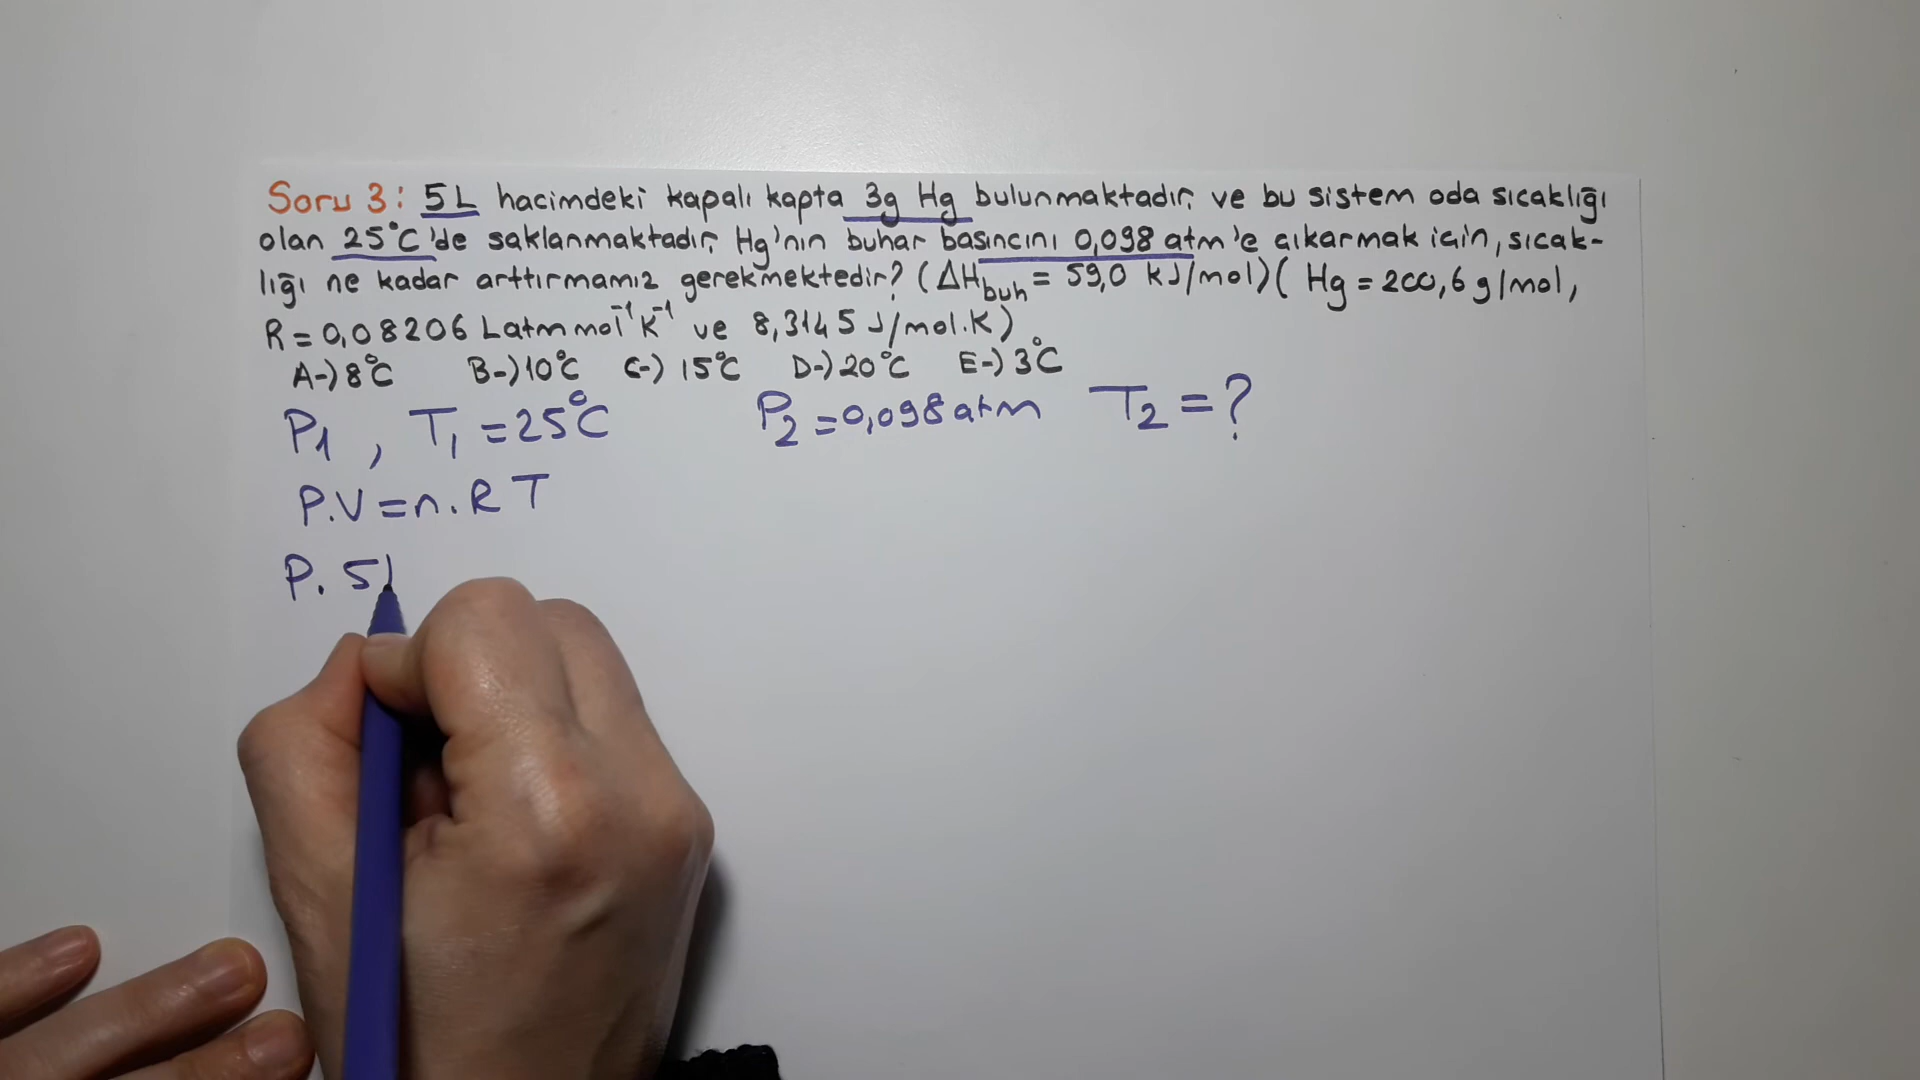 Soru 3: 5L hacimdeki kapalı kapta 3g Hg bulunmaktadır, ve bu sistem oda sıcaklığı
olan 25°C'de saklanmaktadır, Hg'nın buhar basıncını 0,098 atm'e çıkarmak için, sıcak-
lığı ne kadar arttırmamız gerekmektedir? (ΔHbuh = 59,0 kJ/mol) (Hg = 200,6 g/mol,
R = 0,08206 Latm mol⁻¹K⁻¹ ve 8,3145 J/mol.K)
A-) 8°C B-) 10°C C-) 15°C D-) 20°C E-) 3°C
P1 , T1 = 25°C P2 = 0,098 atm T2 = ?
P.V = n.RT
P. 5L